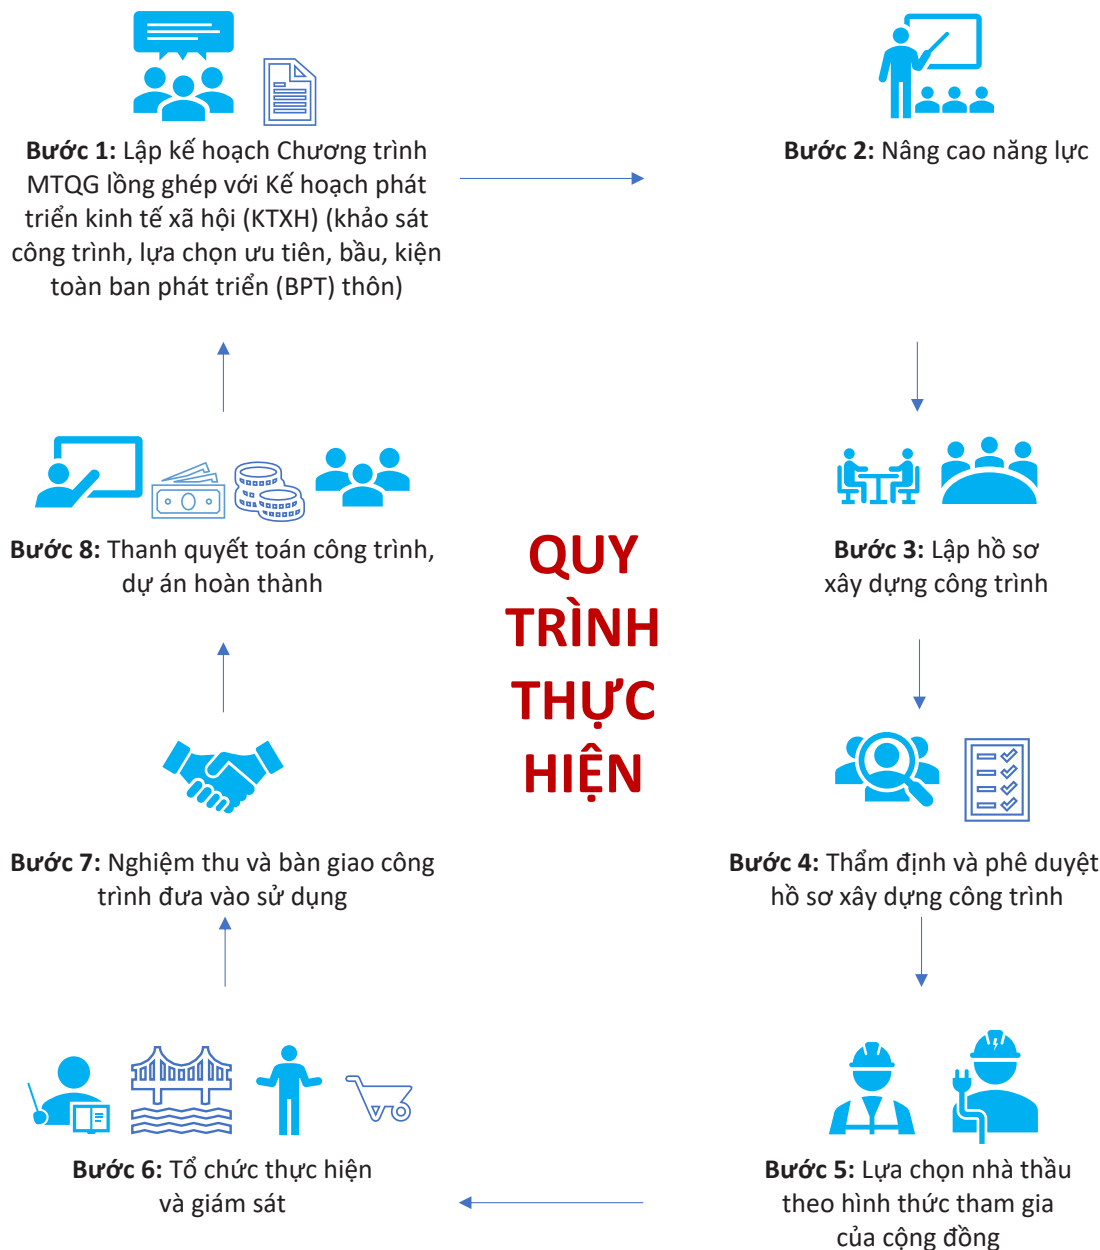 Bước 1: Lập kế hoạch Chương trình
MTQG lồng ghép với Kế hoạch phát
triển kinh tế xã hội (KTXH) (khảo sát
công trình, lựa chọn ưu tiên, bầu, kiện
toàn ban phát triển (BPT) thôn)
Bước 2: Nâng cao năng lực
Bước 3: Lập hồ sơ
xây dựng công trình
Bước 4: Thẩm định và phê duyệt
hồ sơ xây dựng công trình
Bước 5: Lựa chọn nhà thầu
theo hình thức tham gia
của cộng đồng
Bước 6: Tổ chức thực hiện
và giám sát
Bước 7: Nghiệm thu và bàn giao công
trình đưa vào sử dụng
Bước 8: Thanh quyết toán công trình,
dự án hoàn thành
QUY
TRÌNH
THỰC
HIỆN